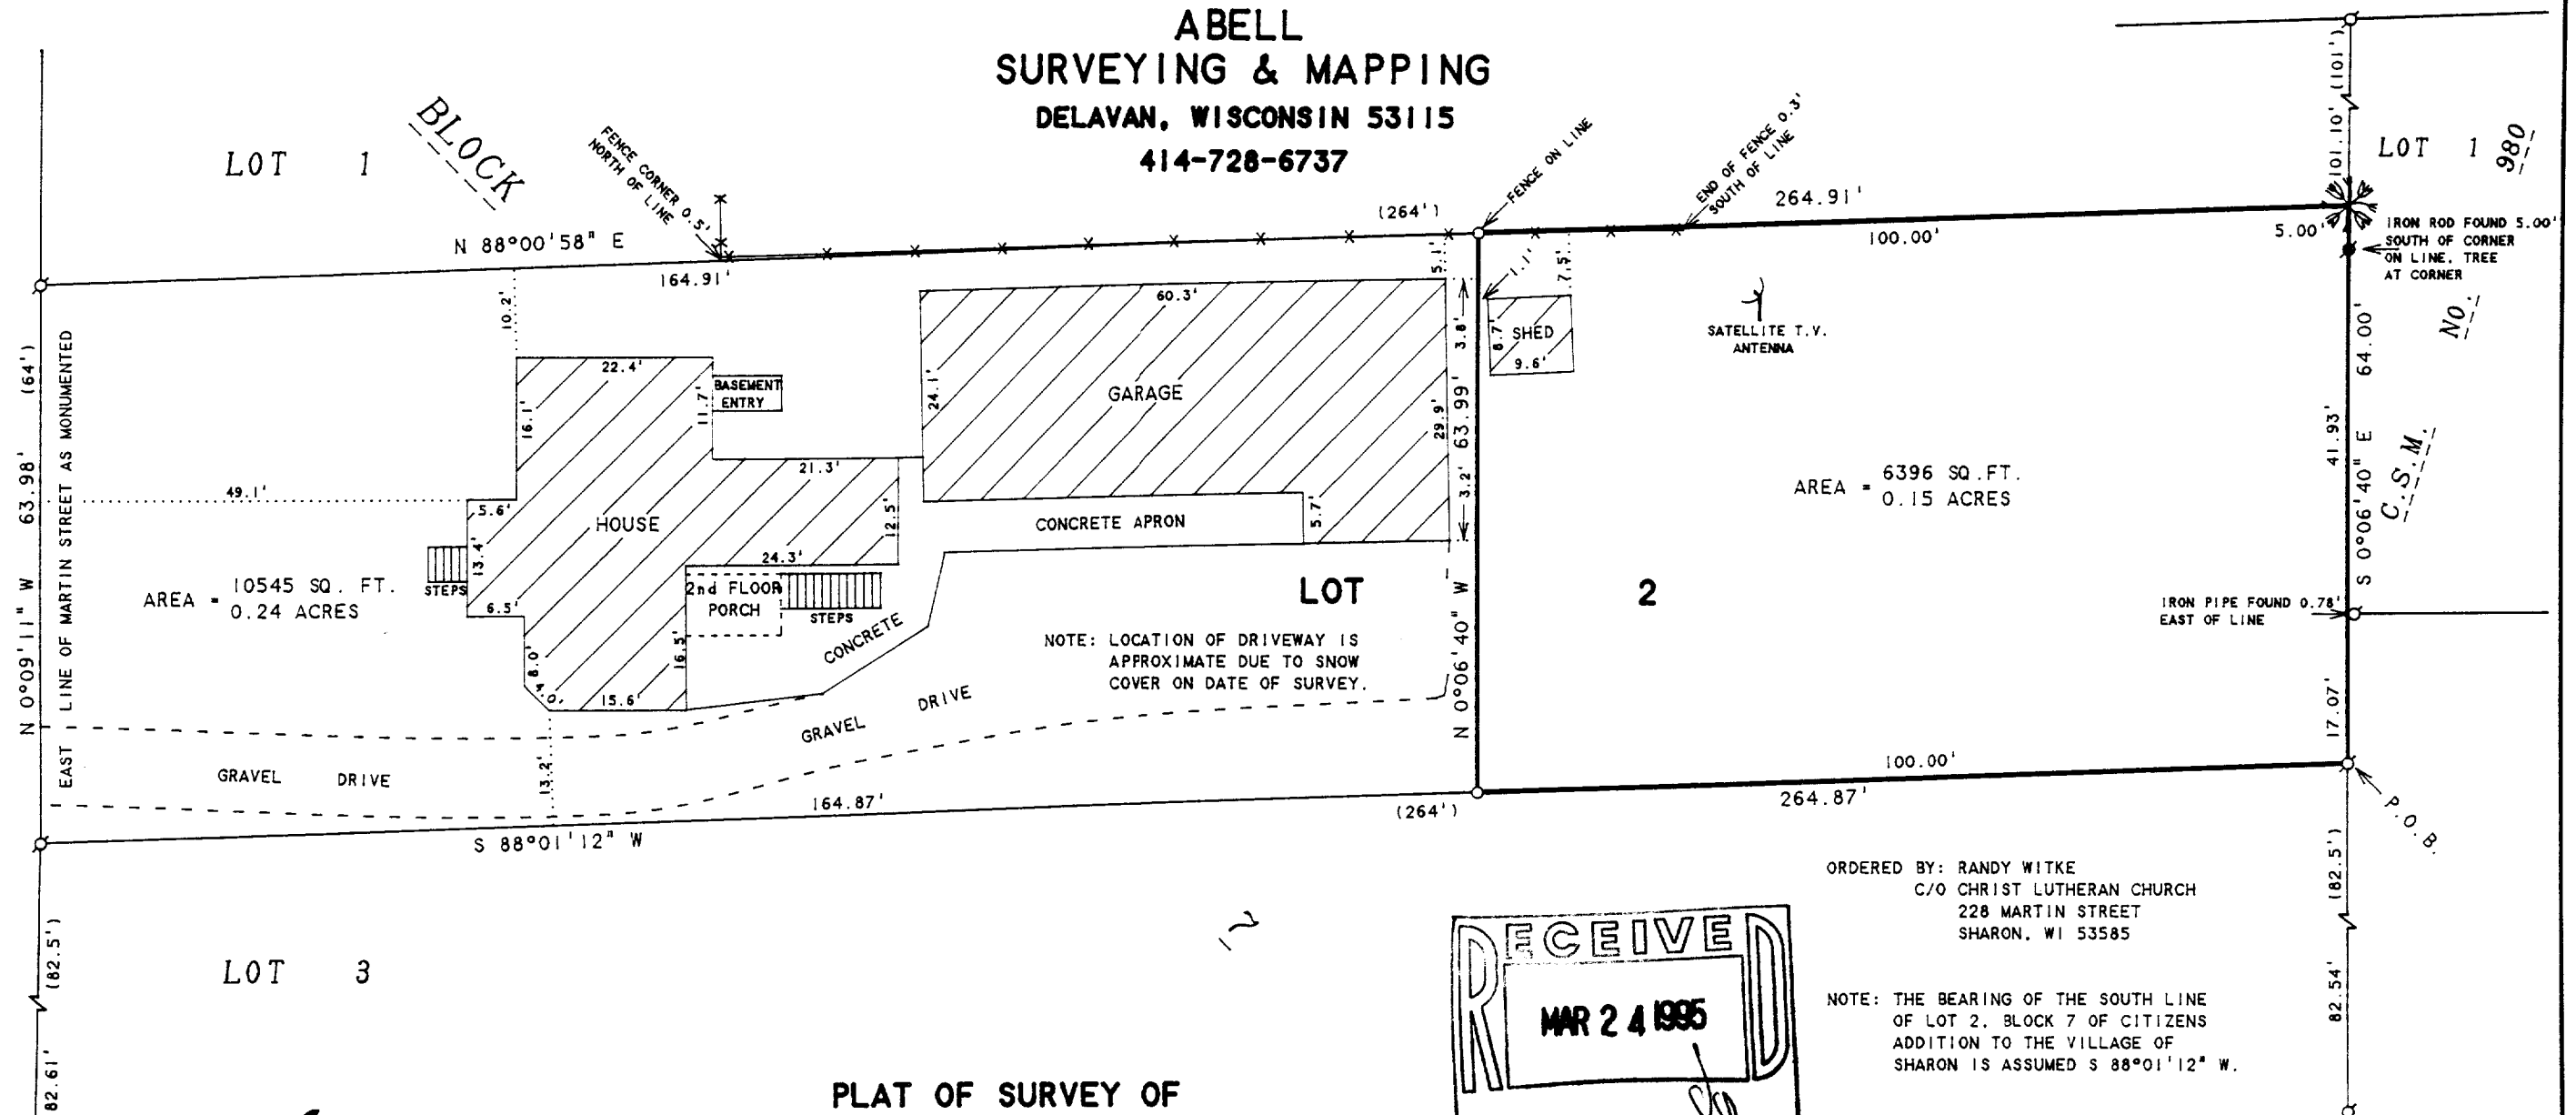 ABELL
SURVEYING & MAPPING
DELAVAN, WISCONSIN 53115
414-728-6737
LOT 1
BLOCK
FENCE CORNER 0.5'
NORTH OF LINE
N 88°00'58" E
164.91'
(264')
FENCE ON LINE
END OF FENCE 0.3'
SOUTH OF LINE
264.91'
100.00'
(101')
101.10'
LOT 1
980
NO.
C.S.M.
5.00'
IRON ROD FOUND 5.00'
SOUTH OF CORNER
ON LINE, TREE
AT CORNER
10.2'
60.3'
5.1'
1.1'
7.5'
SHED
8.7'
9.6'
SATELLITE T.V.
ANTENNA
22.4'
BASEMENT
ENTRY
16.1'
11.7'
24.1'
GARAGE
29.9'
3.8'
63.99'
3.2'
(64')
63.98'
N 0°09'11" W
EAST LINE OF MARTIN STREET AS MONUMENTED
49.1'
5.6'
HOUSE
21.3'
12.5'
CONCRETE APRON
5.7'
13.4'
24.3'
STEPS
2nd FLOOR
PORCH
STEPS
6.5'
8.0'
4.0'
15.6'
16.5'
CONCRETE
AREA = 10545 SQ. FT.
0.24 ACRES
AREA = 6396 SQ.FT.
0.15 ACRES
LOT 2
N 0°06'40" W
64.00'
41.93'
S 0°06'40" E
IRON PIPE FOUND 0.78'
EAST OF LINE
17.07'
NOTE: LOCATION OF DRIVEWAY IS
APPROXIMATE DUE TO SNOW
COVER ON DATE OF SURVEY.
GRAVEL DRIVE
GRAVEL DRIVE
13.2'
164.87'
S 88°01'12" W
(264')
100.00'
264.87'
P.O.B.
(82.5')
82.61'
LOT 3
(82.5')
82.54'
ORDERED BY: RANDY WITKE
C/O CHRIST LUTHERAN CHURCH
228 MARTIN STREET
SHARON, WI 53585
RECEIVED
MAR 24 1995
NOTE: THE BEARING OF THE SOUTH LINE
OF LOT 2, BLOCK 7 OF CITIZENS
ADDITION TO THE VILLAGE OF
SHARON IS ASSUMED S 88°01'12" W.
PLAT OF SURVEY OF